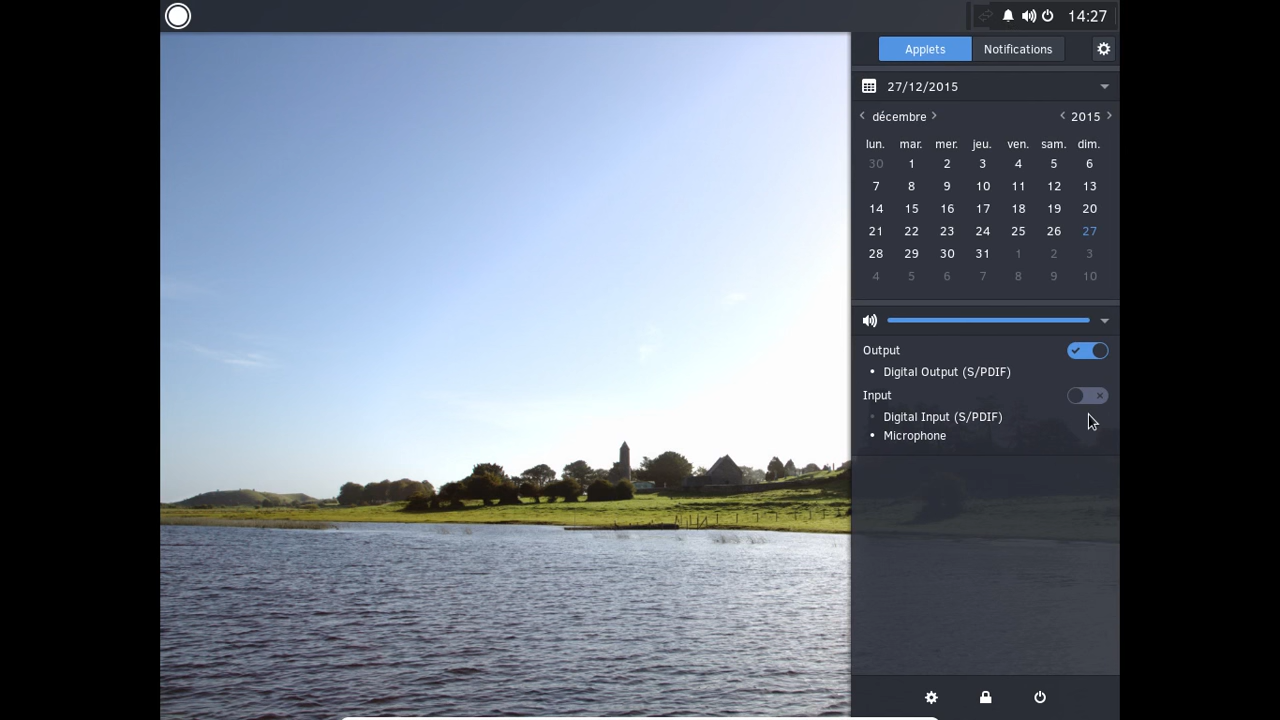 14:27
Applets Notifications
27/12/2015
décembre 2015
lun. mar. mer. jeu. ven. sam. dim.
30 1 2 3 4 5 6
7 8 9 10 11 12 13
14 15 16 17 18 19 20
21 22 23 24 25 26 27
28 29 30 31 1 2 3
4 5 6 7 8 9 10
Output
• Digital Output (S/PDIF)
Input
• Digital Input (S/PDIF)
• Microphone